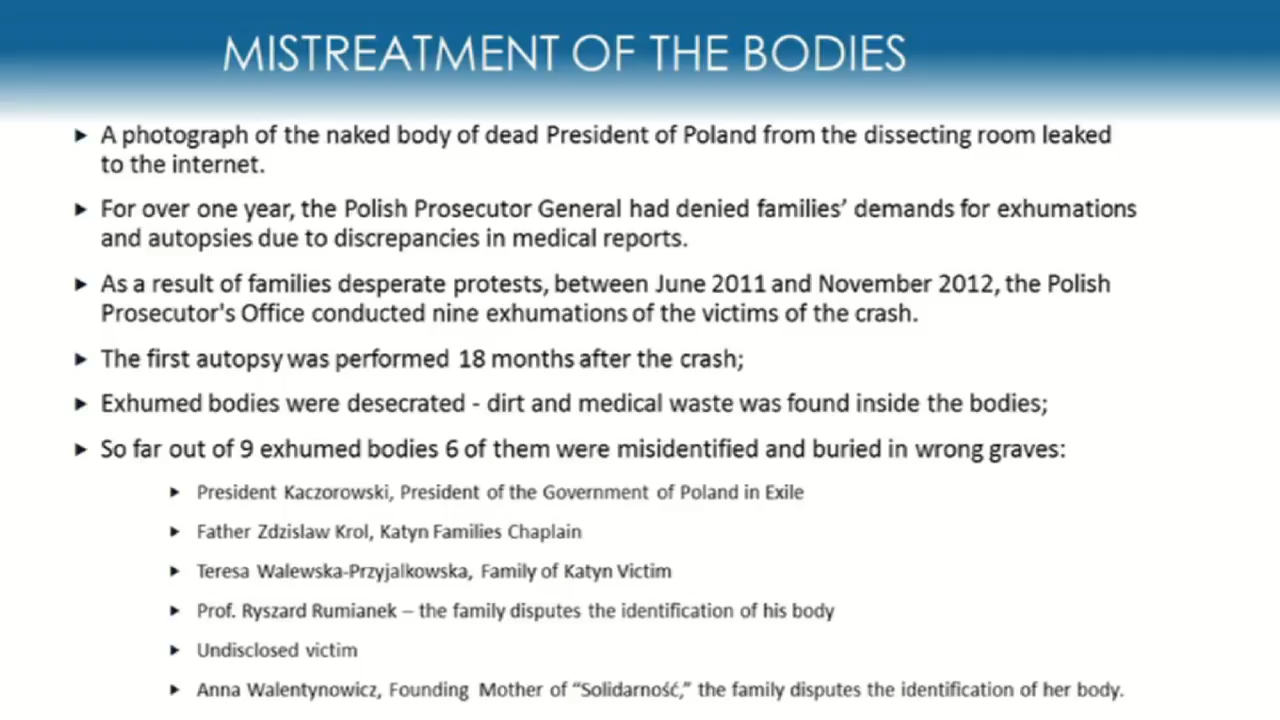 MISTREATMENT OF THE BODIES
A photograph of the naked body of dead President of Poland from the dissecting room leaked
to the internet.
For over one year, the Polish Prosecutor General had denied families’ demands for exhumations
and autopsies due to discrepancies in medical reports.
As a result of families desperate protests, between June 2011 and November 2012, the Polish
Prosecutor's Office conducted nine exhumations of the victims of the crash.
The first autopsy was performed 18 months after the crash;
Exhumed bodies were desecrated - dirt and medical waste was found inside the bodies;
So far out of 9 exhumed bodies 6 of them were misidentified and buried in wrong graves:
President Kaczorowski, President of the Government of Poland in Exile
Father Zdzislaw Krol, Katyn Families Chaplain
Teresa Walewska-Przyjalkowska, Family of Katyn Victim
Prof. Ryszard Rumianek – the family disputes the identification of his body
Undisclosed victim
Anna Walentynowicz, Founding Mother of “Solidarność,” the family disputes the identification of her body.